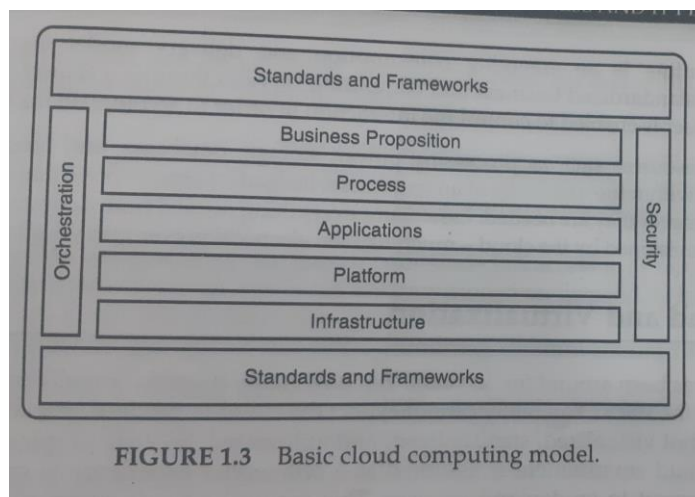 Standards and Frameworks
Orchestration
Business Proposition
Process
Applications
Platform
Infrastructure
Security
Standards and Frameworks
FIGURE 1.3 Basic cloud computing model.